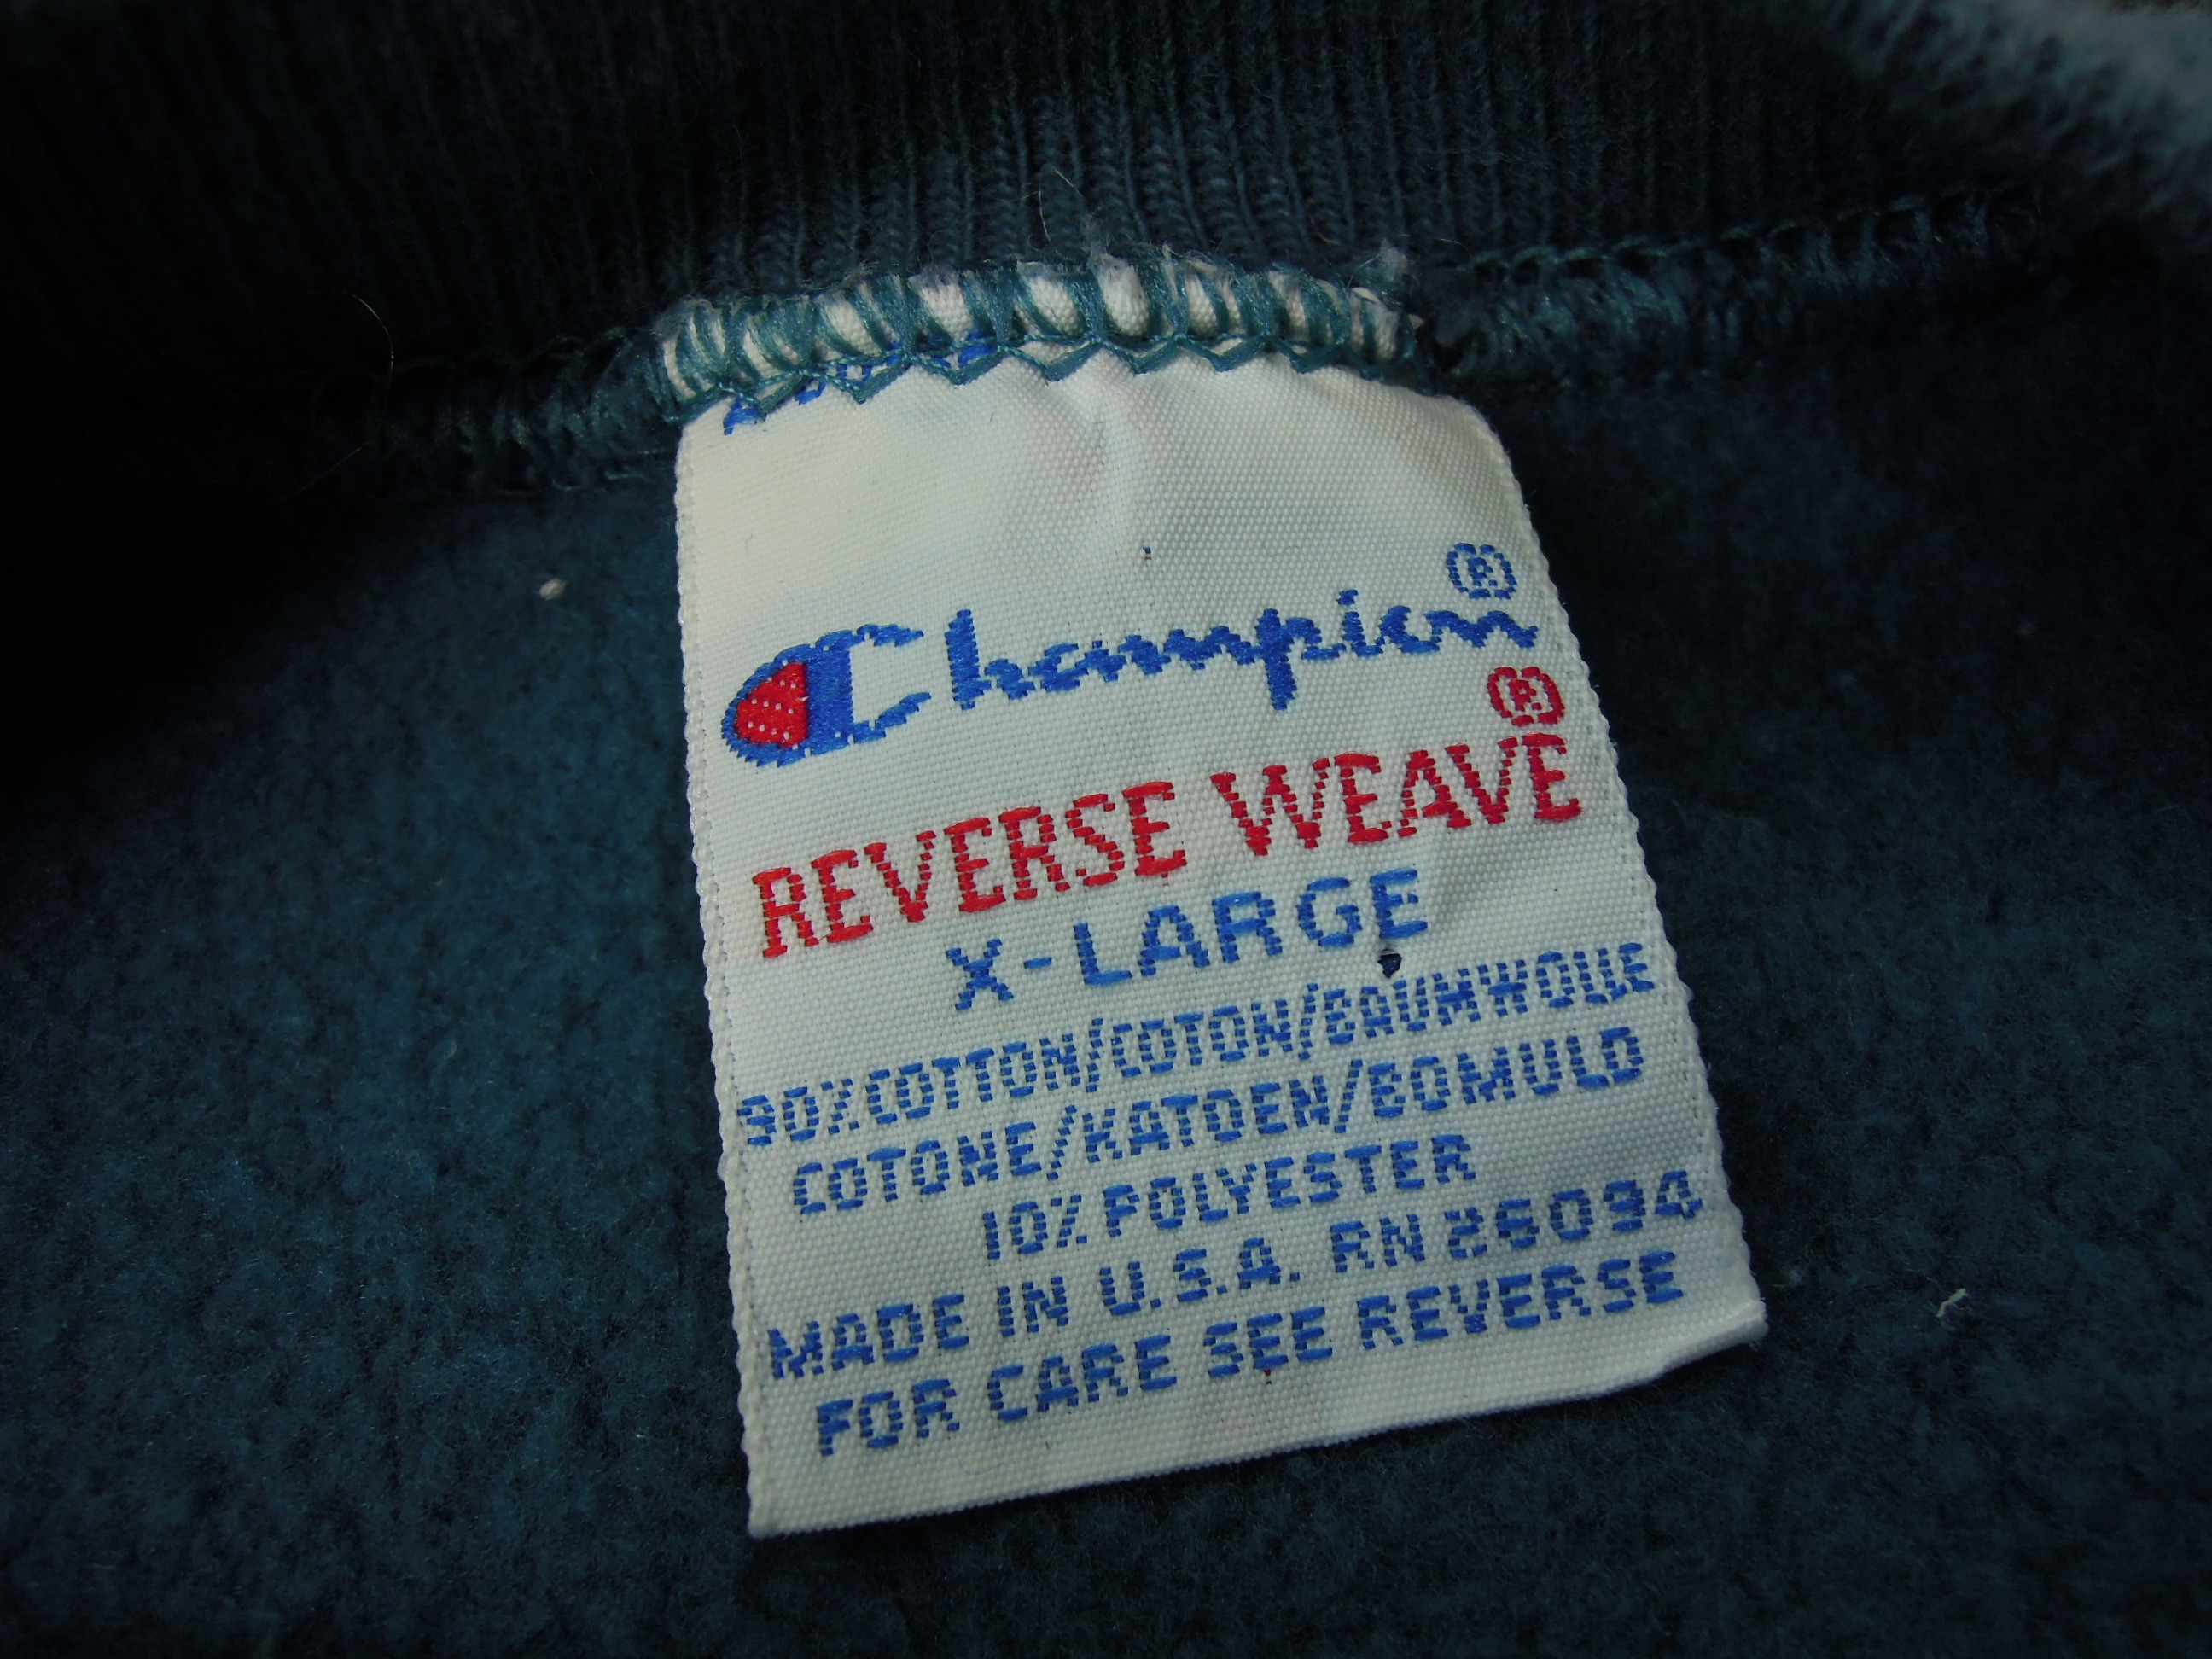 Champion®
REVERSE WEAVE®
X-LARGE
90% COTTON/COTON/BAUMWOLLE
COTONE/KATOEN/BOMULD
10% POLYESTER
MADE IN U.S.A. RN 26094
FOR CARE SEE REVERSE